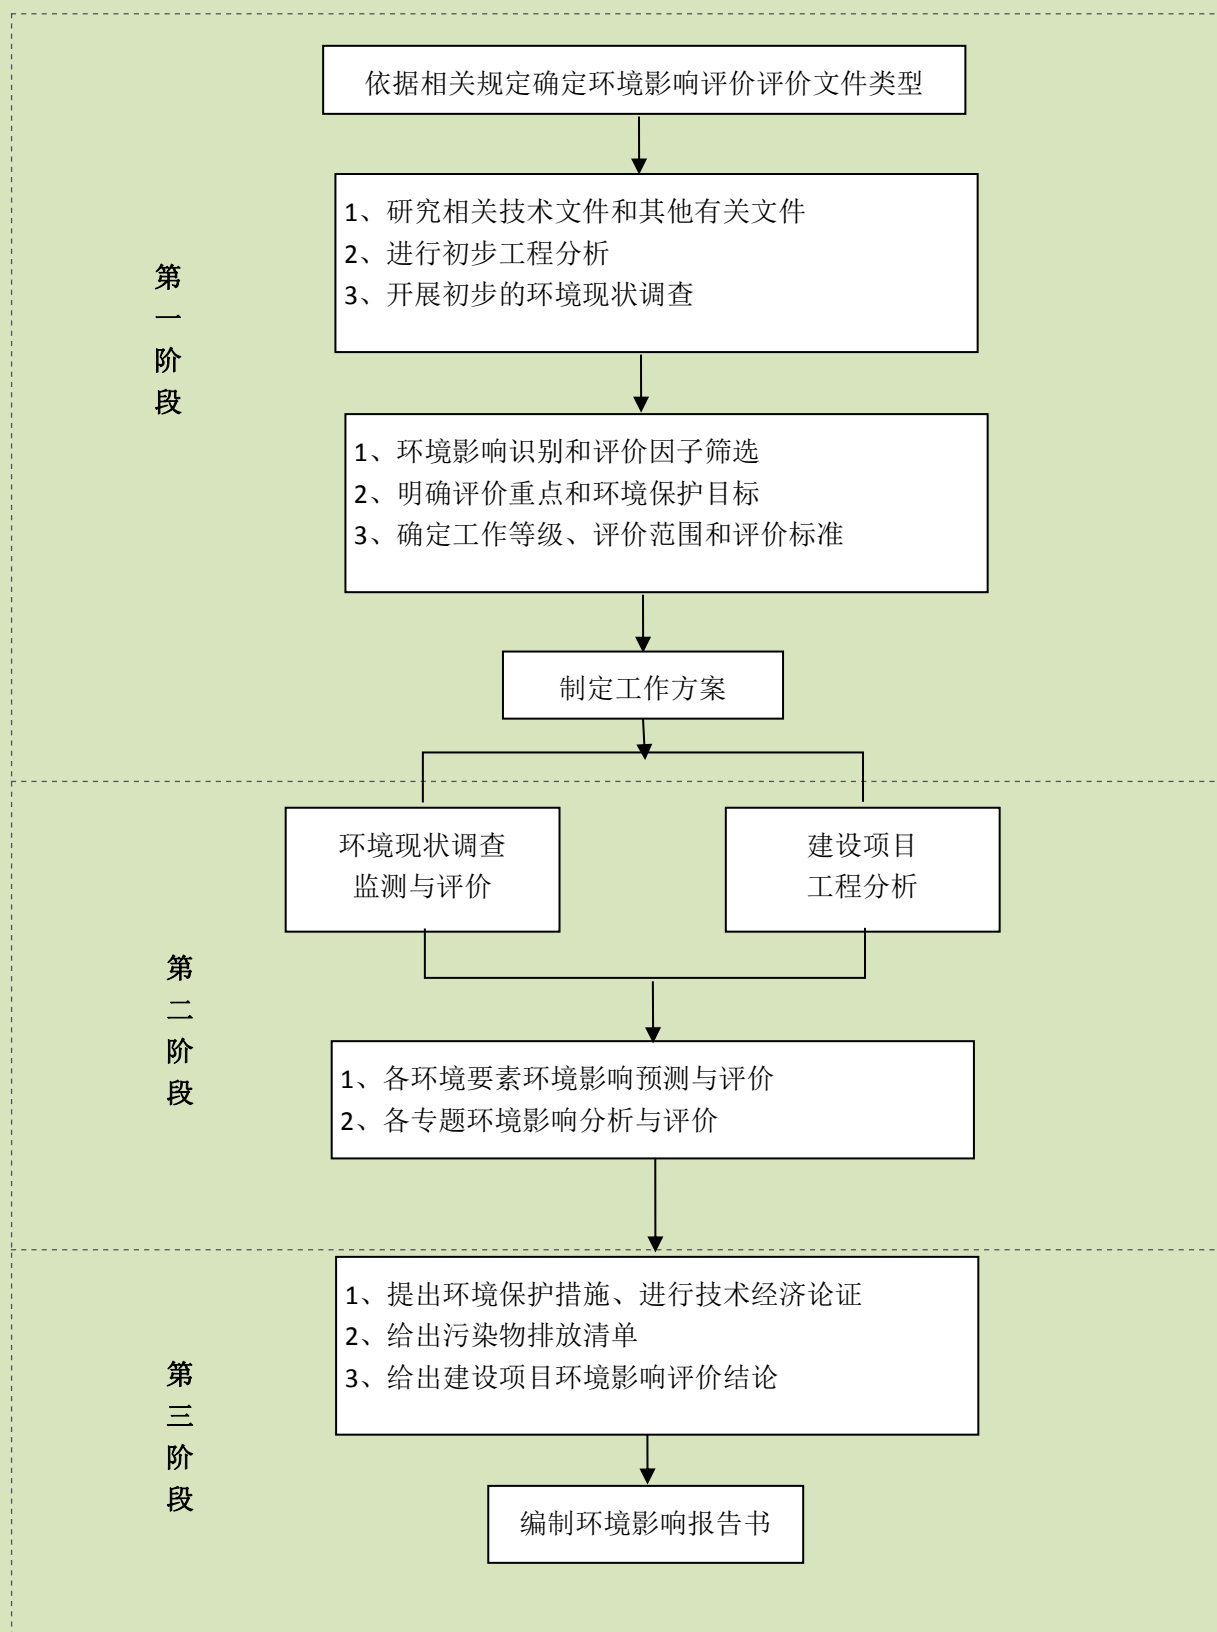 依据相关规定确定环境影响评价评价文件类型
1、研究相关技术文件和其他有关文件
2、进行初步工程分析
3、开展初步的环境现状调查
第
一
阶
段
1、环境影响识别和评价因子筛选
2、明确评价重点和环境保护目标
3、确定工作等级、评价范围和评价标准
制定工作方案
环境现状调查
监测与评价
建设项目
工程分析
第
二
阶
段
1、各环境要素环境影响预测与评价
2、各专题环境影响分析与评价
1、提出环境保护措施、进行技术经济论证
2、给出污染物排放清单
3、给出建设项目环境影响评价结论
第
三
阶
段
编制环境影响报告书